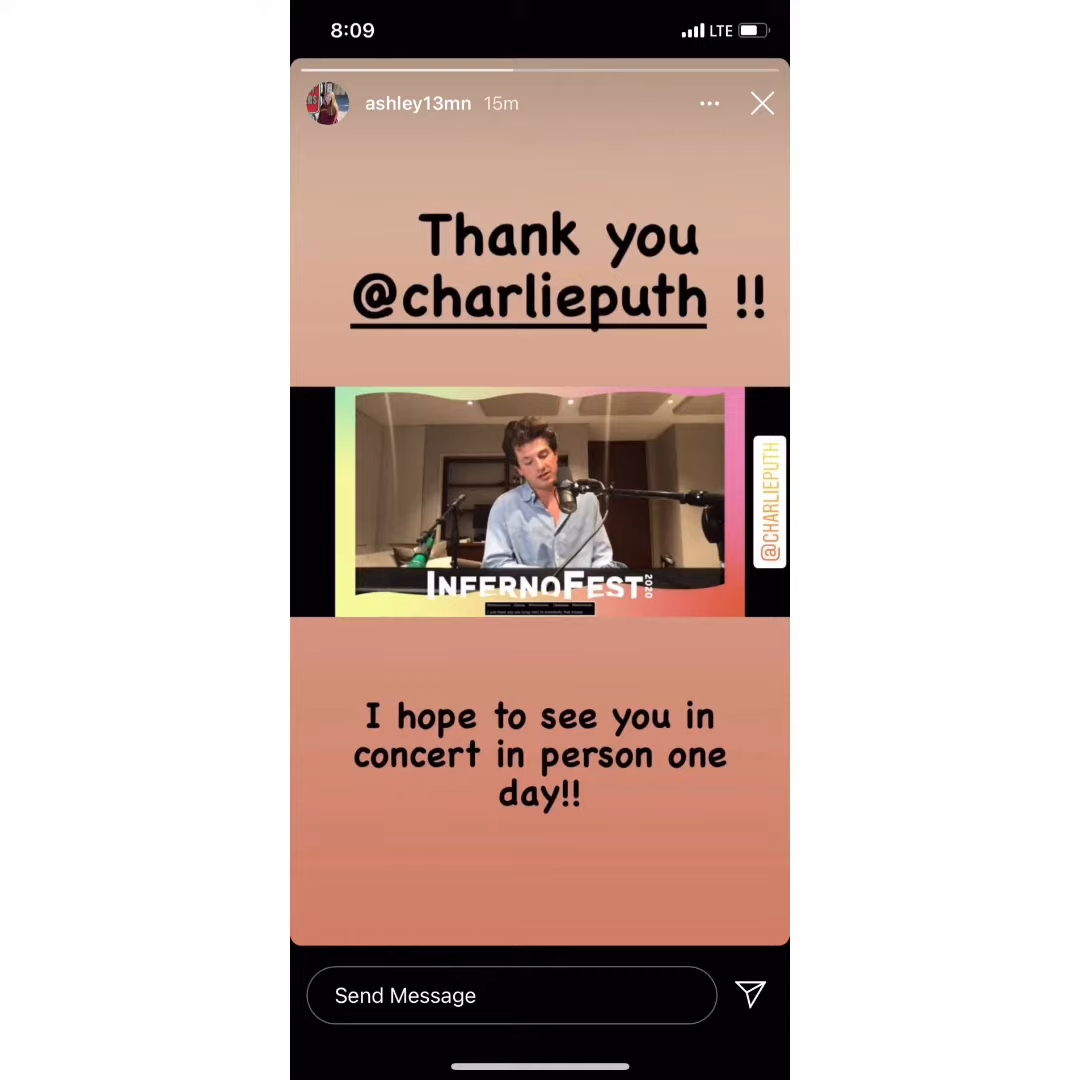 8:09
LTE
ashley13mn 15m
Thank you
@charlieputh !!
@CHARLIEPUTH
INFERNOFEST 2020
I hope to see you in
concert in person one
day!!
Send Message